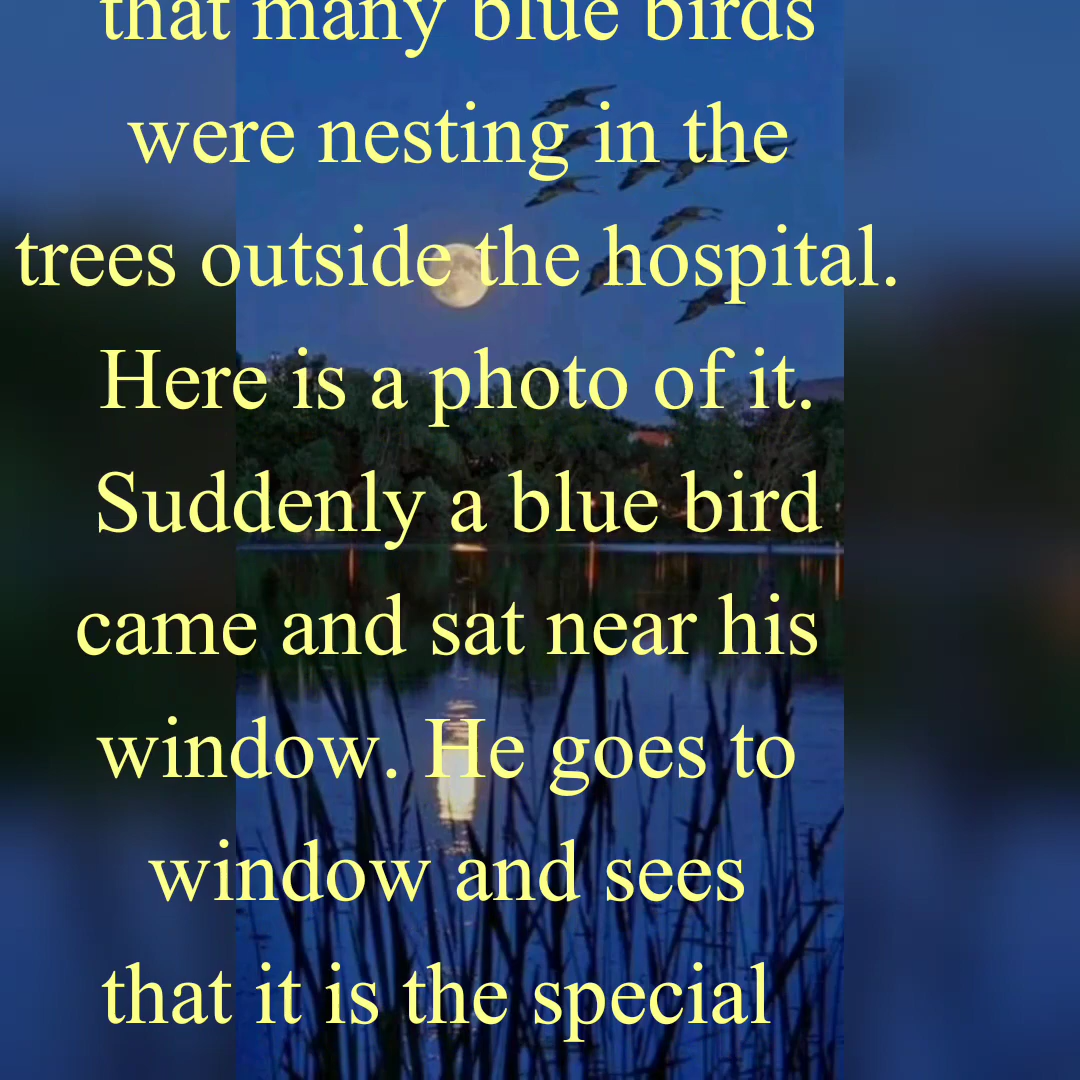 that many blue birds
were nesting in the
trees outside the hospital.
Here is a photo of it.
Suddenly a blue bird
came and sat near his
window. He goes to
window and sees
that it is the special